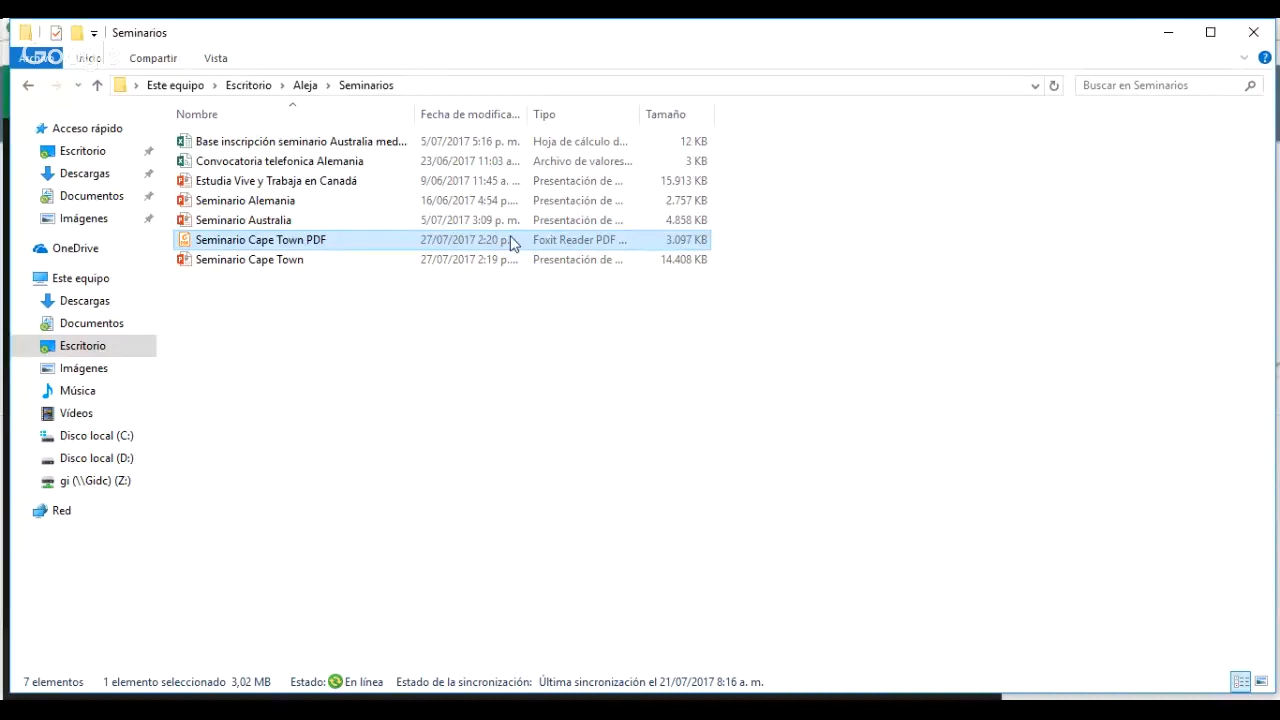 Seminarios
Archivo Inicio Compartir Vista
Google
Este equipo Escritorio Aleja Seminarios
Buscar en Seminarios
Nombre Fecha de modifica... Tipo Tamaño
Base inscripción seminario Australia med... 5/07/2017 5:16 p. m. Hoja de cálculo d... 12 KB
Convocatoria telefonica Alemania 23/06/2017 11:03 a... Archivo de valores... 3 KB
Estudia Vive y Trabaja en Canadá 9/06/2017 11:45 a. ... Presentación de ... 15.913 KB
Seminario Alemania 16/06/2017 4:54 p.m. Presentación de ... 2.757 KB
Seminario Australia 5/07/2017 3:09 p. m. Presentación de ... 4.858 KB
Seminario Cape Town PDF 27/07/2017 2:20 p... Foxit Reader PDF ... 3.097 KB
Seminario Cape Town 27/07/2017 2:19 p.... Presentación de ... 14.408 KB
Acceso rápido
Escritorio
Descargas
Documentos
Imágenes
OneDrive
Este equipo
Descargas
Documentos
Escritorio
Imágenes
Música
Vídeos
Disco local (C:)
Disco local (D:)
gi (\\Gidc) (Z:)
Red
7 elementos 1 elemento seleccionado 3,02 MB Estado: En línea Estado de la sincronización: Última sincronización el 21/07/2017 8:16 a. m.